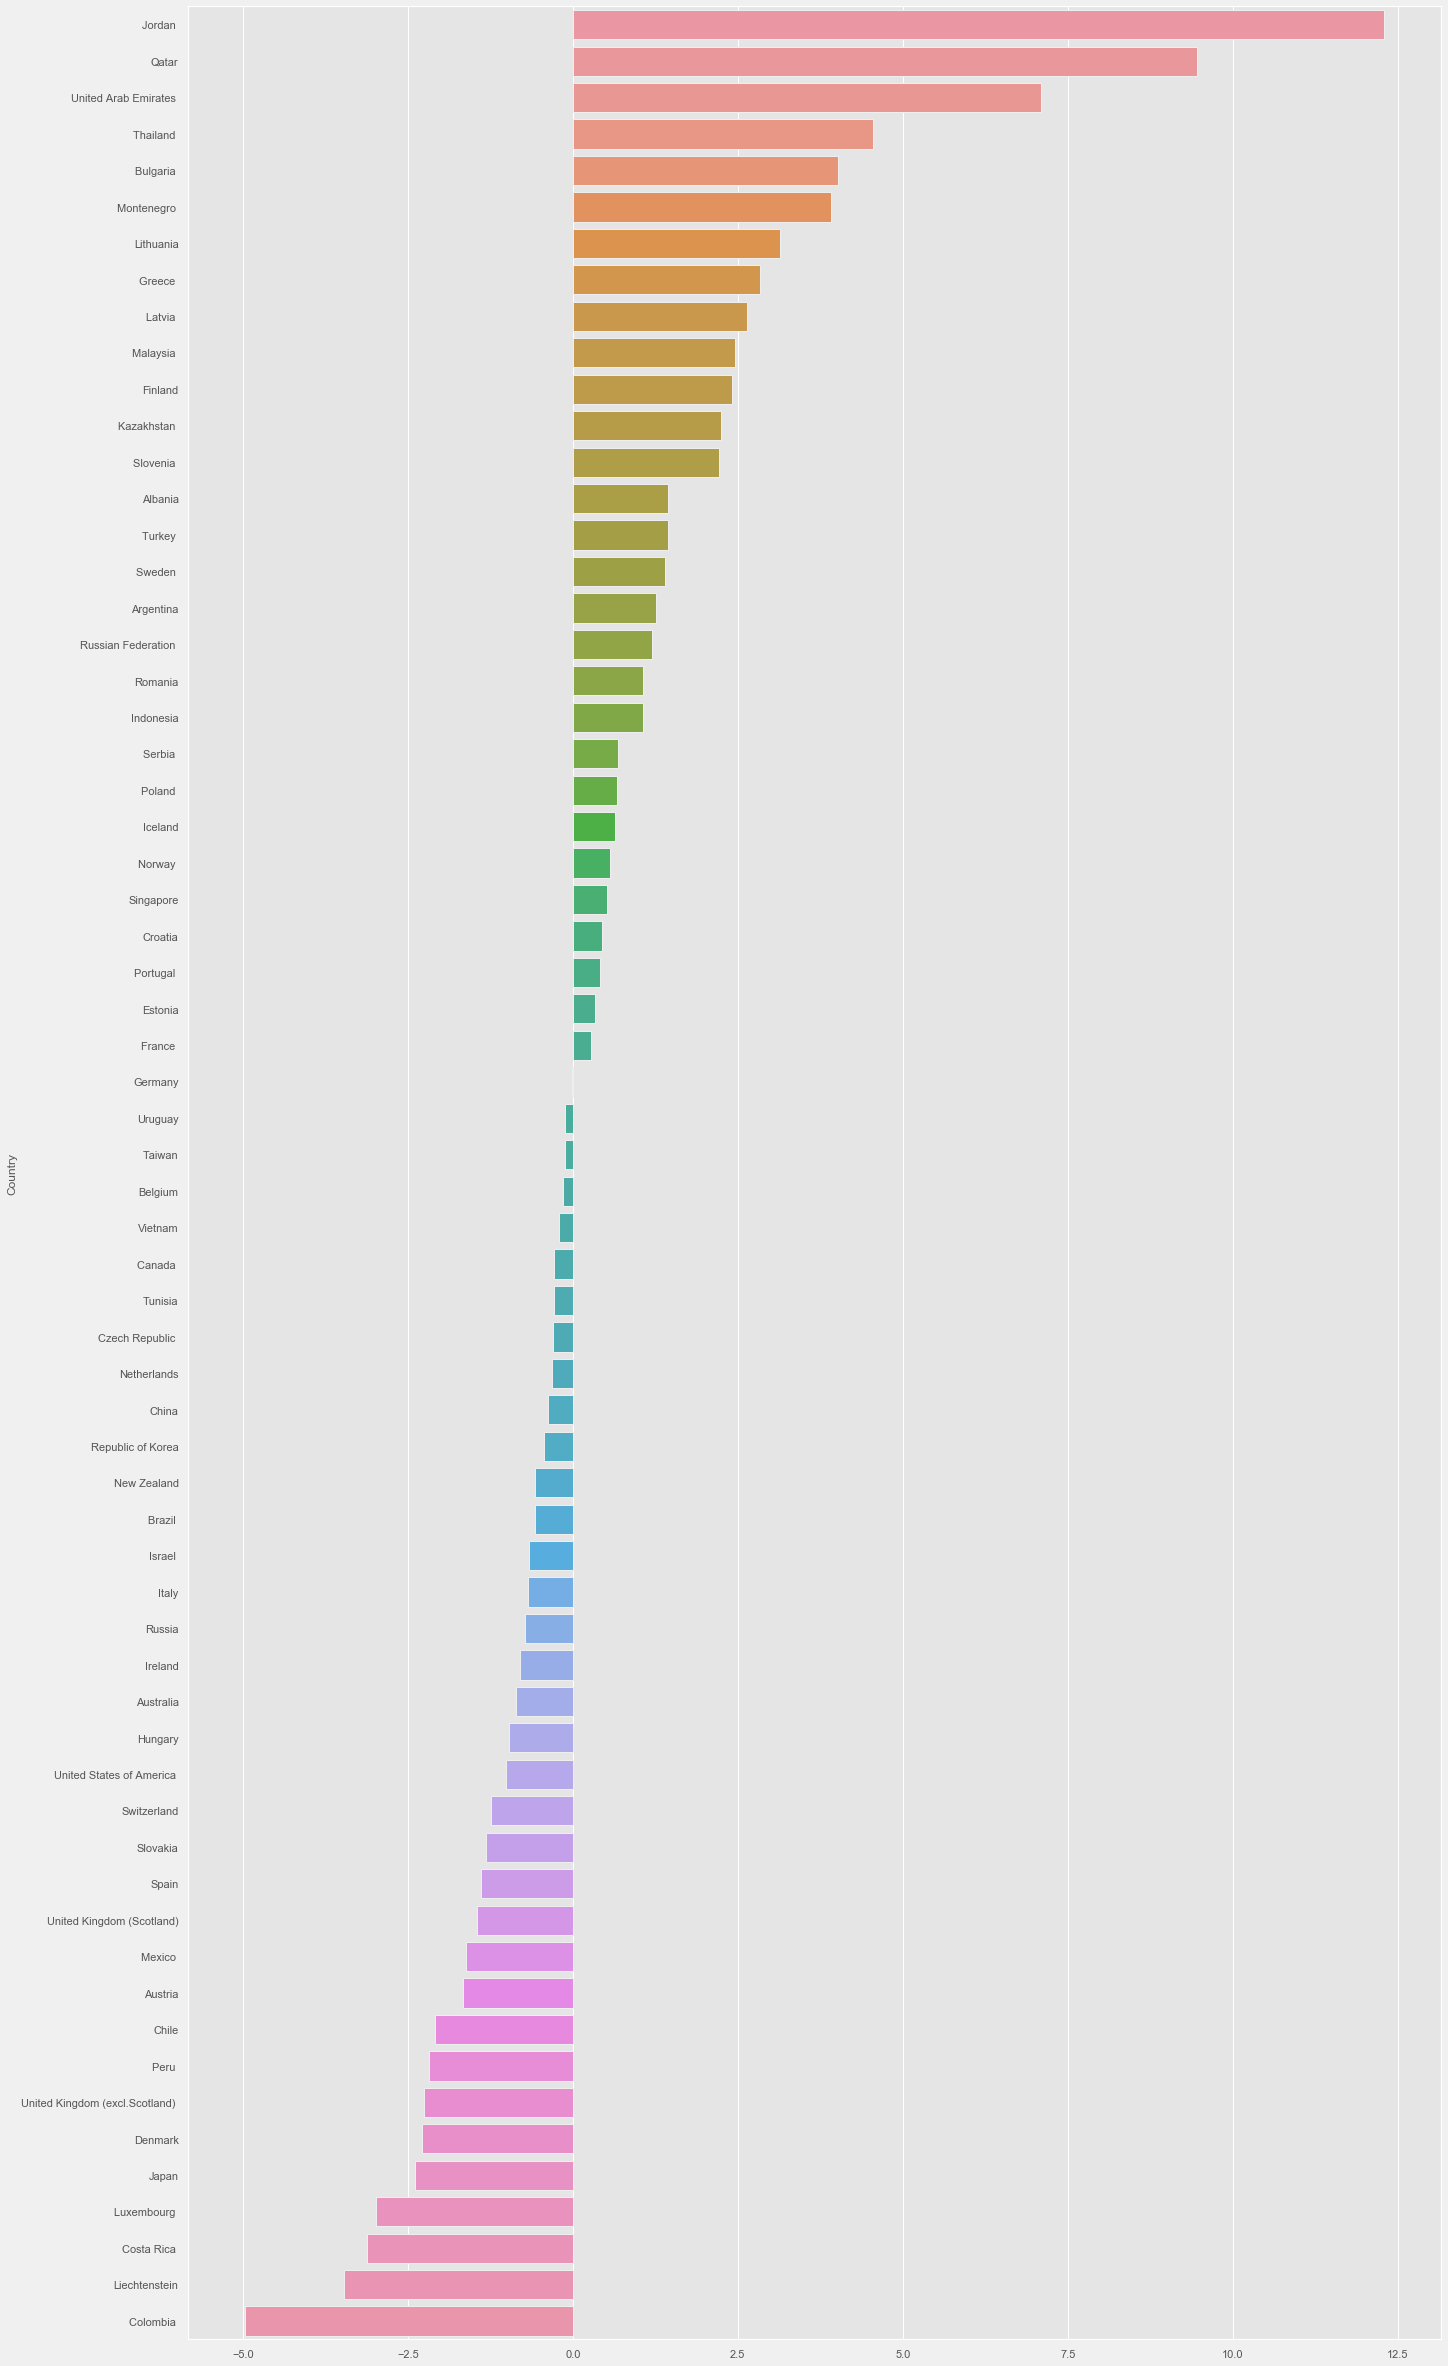 Jordan
Qatar
United Arab Emirates
Thailand
Bulgaria
Montenegro
Lithuania
Greece
Latvia
Malaysia
Finland
Kazakhstan
Slovenia
Albania
Turkey
Sweden
Argentina
Russian Federation
Romania
Indonesia
Serbia
Poland
Iceland
Norway
Singapore
Croatia
Portugal
Estonia
France
Germany
Uruguay
Taiwan
Belgium
Vietnam
Canada
Tunisia
Czech Republic
Netherlands
China
Republic of Korea
New Zealand
Brazil
Israel
Italy
Russia
Ireland
Australia
Hungary
United States of America
Switzerland
Slovakia
Spain
United Kingdom (Scotland)
Mexico
Austria
Chile
Peru
United Kingdom (excl.Scotland)
Denmark
Japan
Luxembourg
Costa Rica
Liechtenstein
Colombia
Country
−5.0 −2.5 0.0 2.5 5.0 7.5 10.0 12.5